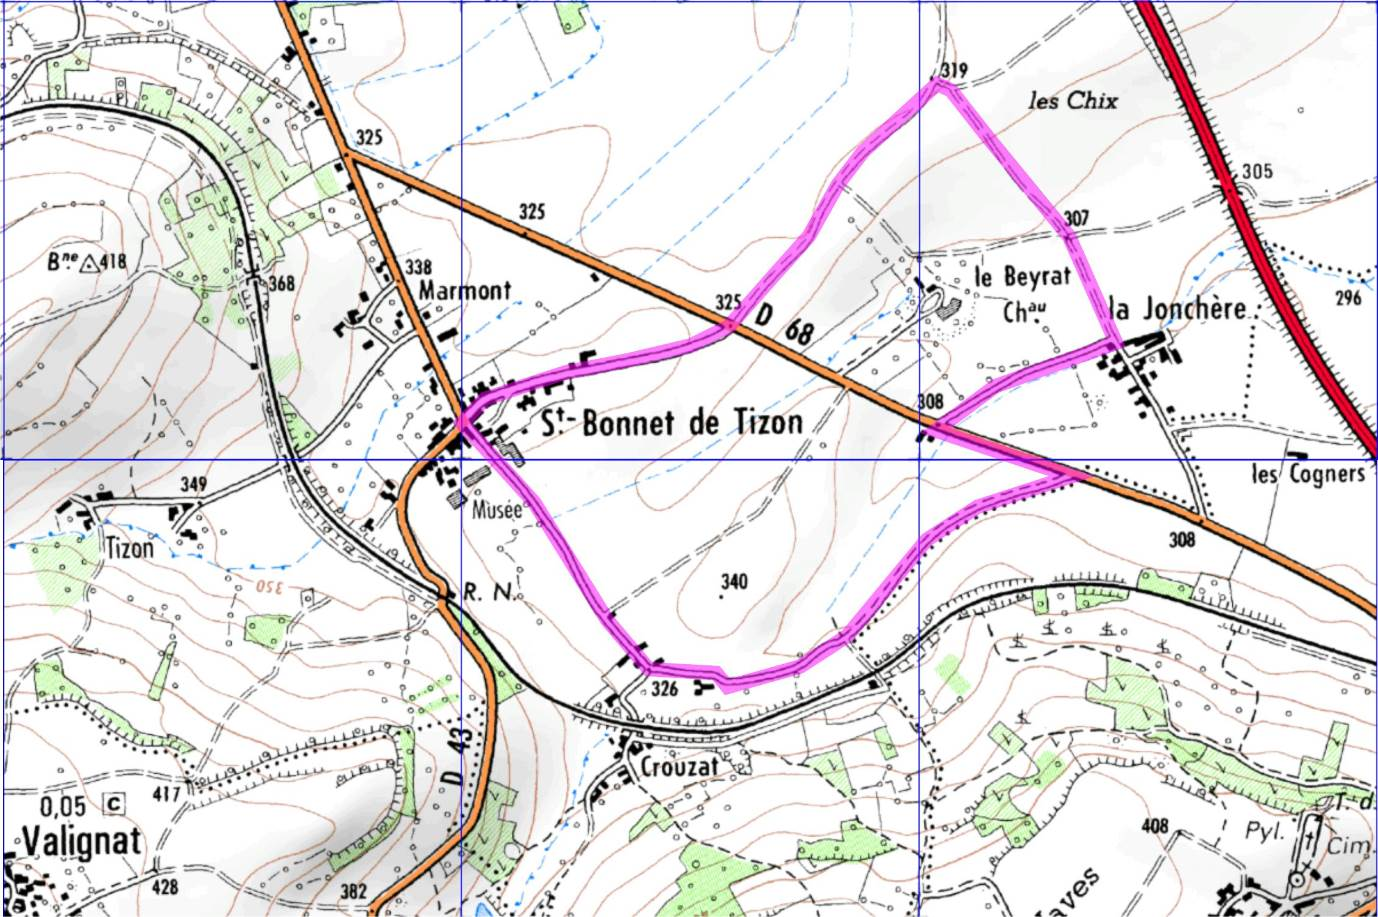 319
les Chix
325
305
325
307
Bne 418
338
368
Marmont
le Beyrat
Chau
la Jonchère
296
325
D 68
308
St-Bonnet de Tizon
349
Musée
les Cogners
Tizon
308
350
R. N.
340
326
D 43
Crouzat
417
0,05 C
Valignat
408
Pyl.
T. d.
Cim.
428
382
aves